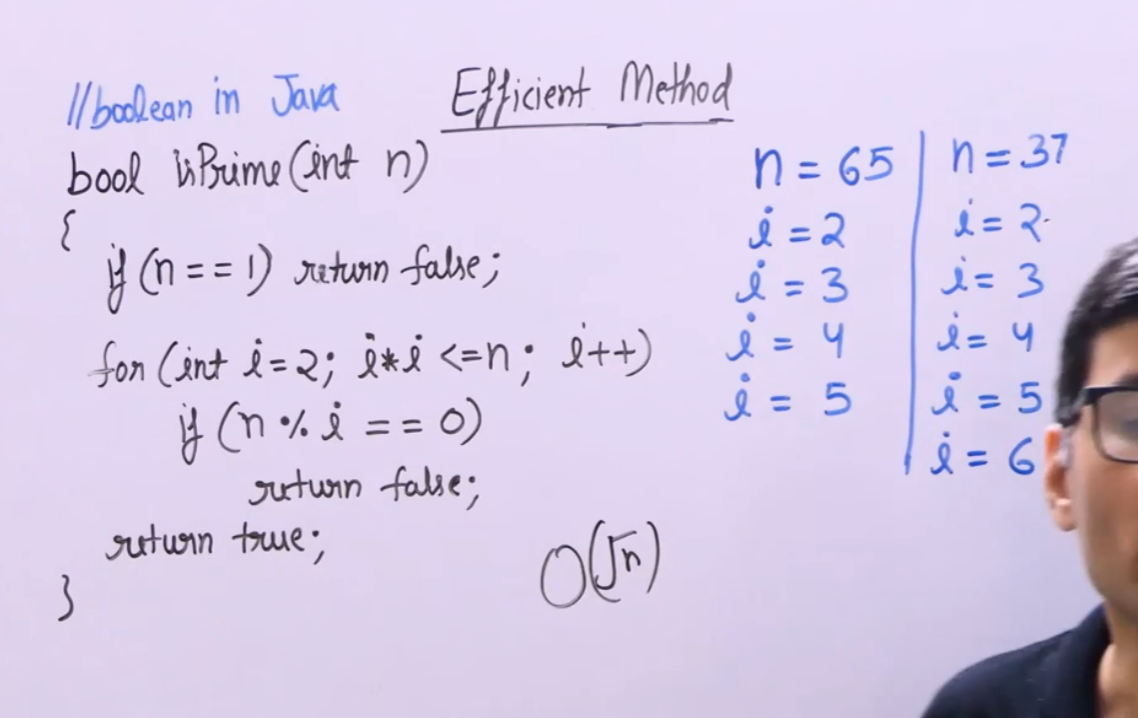 //boolean in Java
Efficient Method
bool isPrime(int n)
{
if (n == 1) return false;
for (int i=2; i*i <=n; i++)
if (n % i == 0)
return false;
return true;
}
O(√n)
n = 65
i = 2
i = 3
i = 4
i = 5
n = 37
i = 2
i = 3
i = 4
i = 5
i = 6